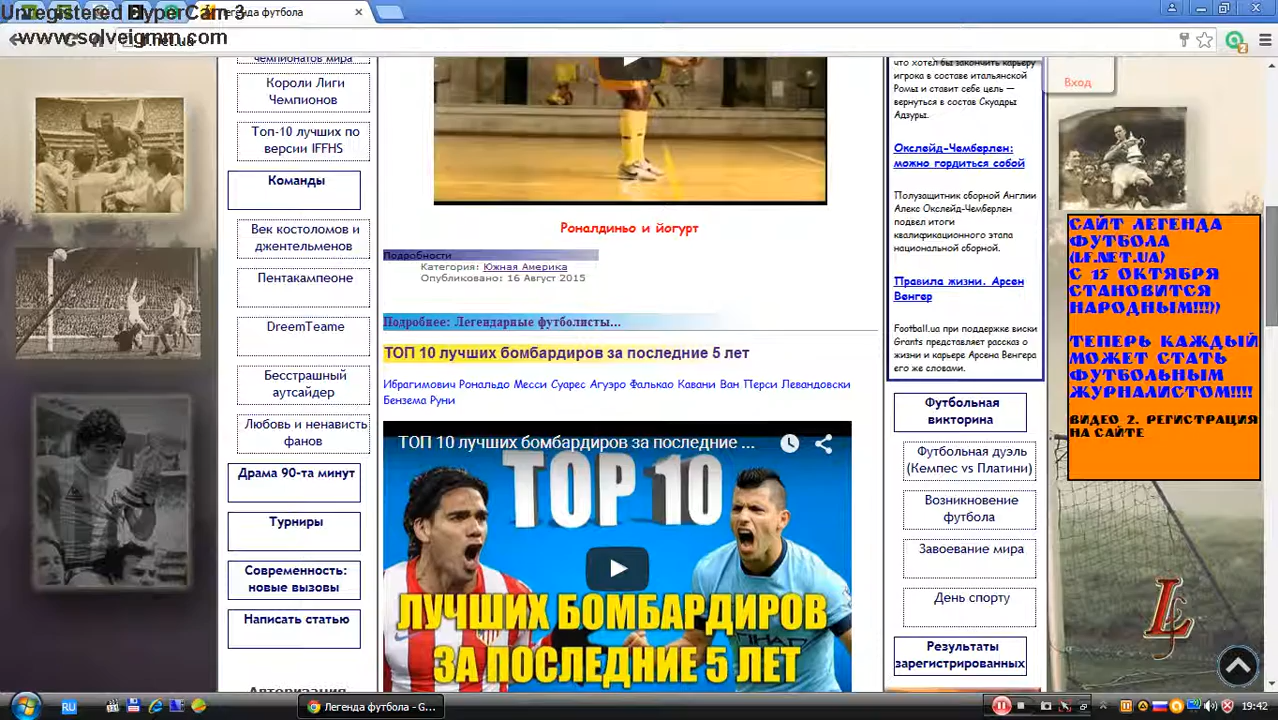 Unregistered HyperCam 3
www.solveigmm.com
Легенда футбола
lf.net.ua
чемпионатов мира
Короли Лиги
Чемпионов
Топ-10 лучших по
версии IFFHS
Команды
Век костоломов и
джентельменов
Пентакампеоне
DreemTeame
Бесстрашный
аутсайдер
Любовь и ненависть
фанов
Драма 90-та минут
Турниры
Современность:
новые вызовы
Написать статью
Авторизация
Роналдиньо и йогурт
Подробности
Категория: Южная Америка
Опубликовано: 16 Август 2015
Подробнее: Легендарные футболисты...
ТОП 10 лучших бомбардиров за последние 5 лет
Ибрагимович Рональдо Месси Суарес Агуэро Фалькао Кавани Ван Перси Левандовски
Бензема Руни
ТОП 10 лучших бомбардиров за последние ...
TOP 10
ЛУЧШИХ БОМБАРДИРОВ
ЗА ПОСЛЕДНИЕ 5 ЛЕТ
что хотел бы закончить карьеру
игрока в составе итальянской
Ромы и ставит себе цель —
вернуться в состав Скуадры
Адзуры.
Окслейд-Чемберлен:
можно гордиться собой
Полузащитник сборной Англии
Алекс Окслейд-Чемберлен
подвел итоги
квалификационного этапа
национальной сборной.
Правила жизни. Арсен
Венгер
Football.ua при поддержке виски
Grants представляет рассказ о
жизни и карьере Арсена Венгера
его же словами.
Футбольная
викторина
Футбольная дуэль
(Кемпес vs Платини)
Возникновение
футбола
Завоевание мира
День спорту
Результаты
зарегистрированных
Вход
САЙТ ЛЕГЕНДА
ФУТБОЛА
(LF.NET.UA)
С 15 ОКТЯБРЯ
СТАНОВИТСЯ
НАРОДНЫМ!!!))
ТЕПЕРЬ КАЖДЫЙ
МОЖЕТ СТАТЬ
ФУТБОЛЬНЫМ
ЖУРНАЛИСТОМ!!!!
ВИДЕО 2. РЕГИСТРАЦИЯ
НА САЙТЕ
RU
Легенда футбола - G...
19:42